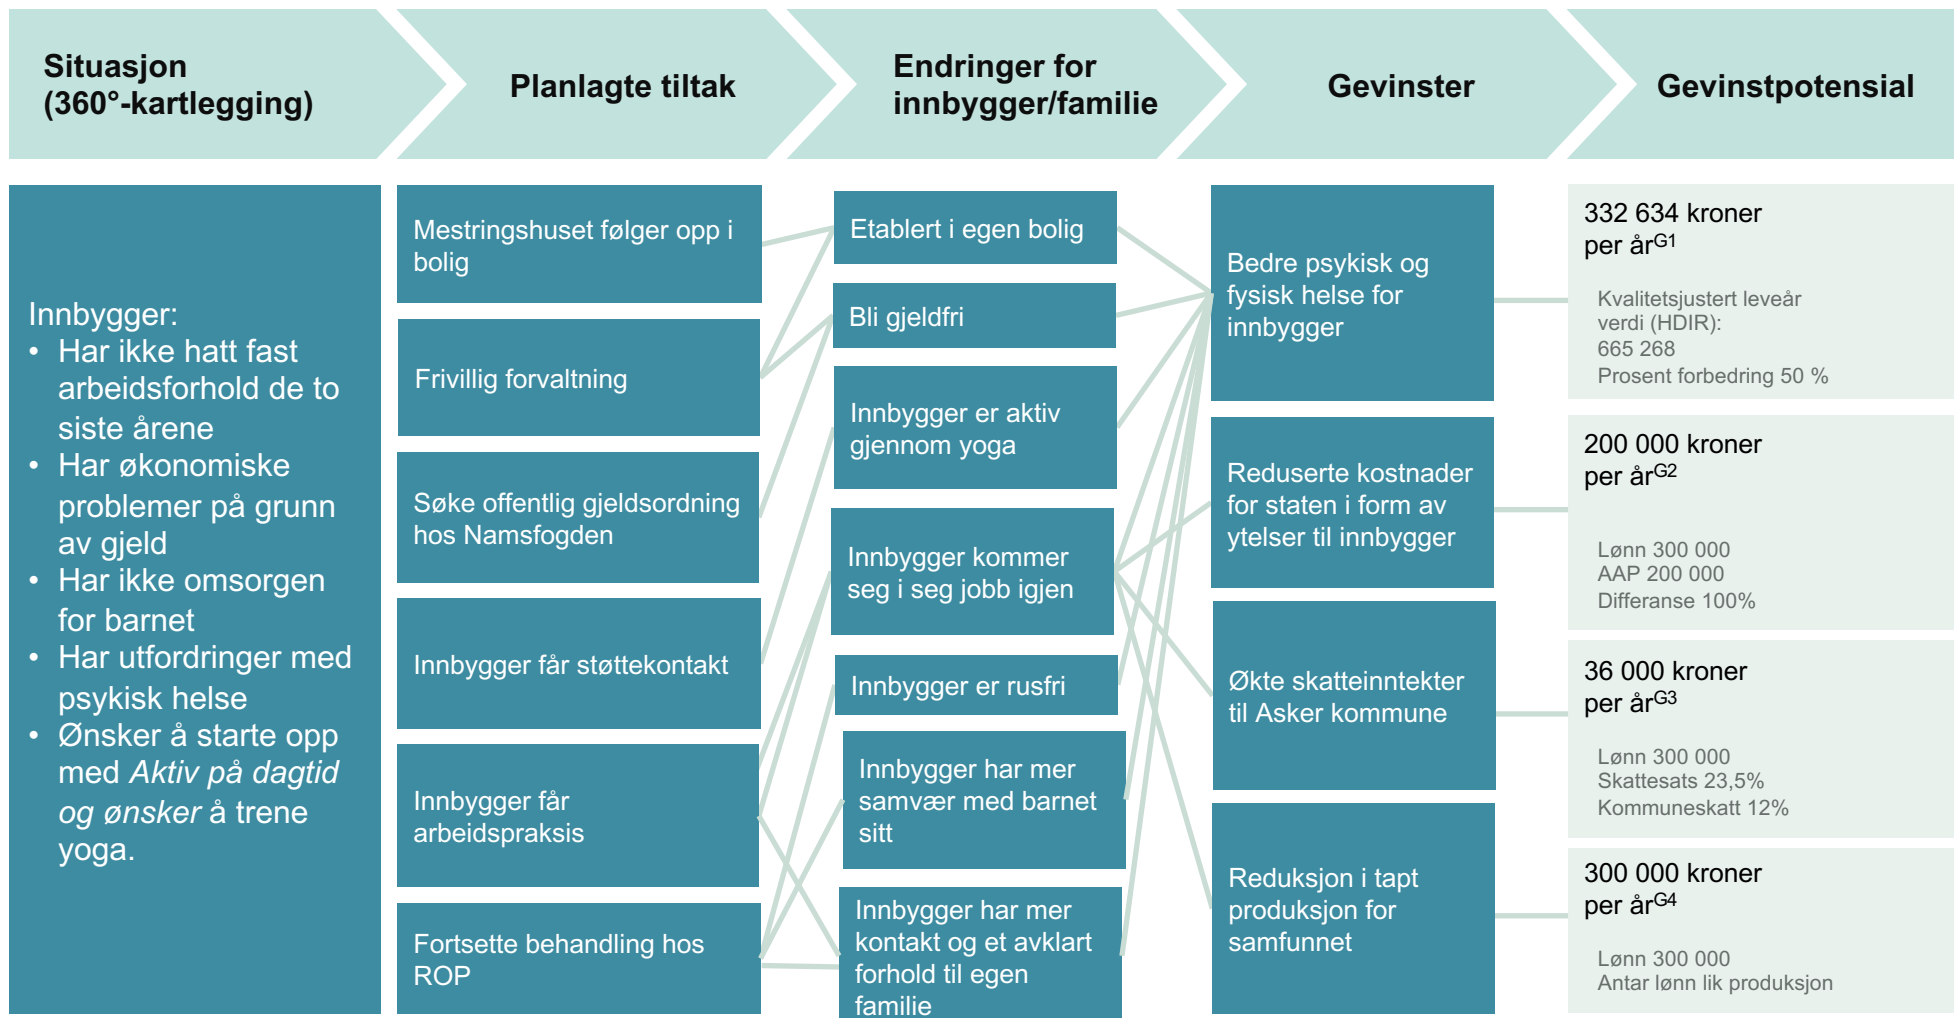 Situasjon
(360°-kartlegging)
Planlagte tiltak
Endringer for
innbygger/familie
Gevinster
Gevinstpotensial
Innbygger:
• Har ikke hatt fast
arbeidsforhold de to
siste årene
• Har økonomiske
problemer på grunn
av gjeld
• Har ikke omsorgen
for barnet
• Har utfordringer med
psykisk helse
• Ønsker å starte opp
med Aktiv på dagtid
og ønsker å trene
yoga.
Mestringshuset følger opp i
bolig
Frivillig forvaltning
Søke offentlig gjeldsordning
hos Namsfogden
Innbygger får støttekontakt
Innbygger får
arbeidspraksis
Fortsette behandling hos
ROP
Etablert i egen bolig
Bli gjeldfri
Innbygger er aktiv
gjennom yoga
Innbygger kommer
seg i seg jobb igjen
Innbygger er rusfri
Innbygger har mer
samvær med barnet
sitt
Innbygger har mer
kontakt og et avklart
forhold til egen
familie
Bedre psykisk og
fysisk helse for
innbygger
Reduserte kostnader
for staten i form av
ytelser til innbygger
Økte skatteinntekter
til Asker kommune
Reduksjon i tapt
produksjon for
samfunnet
332 634 kroner
per årG1
Kvalitetsjustert leveår
verdi (HDIR):
665 268
Prosent forbedring 50 %
200 000 kroner
per årG2
Lønn 300 000
AAP 200 000
Differanse 100%
36 000 kroner
per årG3
Lønn 300 000
Skattesats 23,5%
Kommuneskatt 12%
300 000 kroner
per årG4
Lønn 300 000
Antar lønn lik produksjon